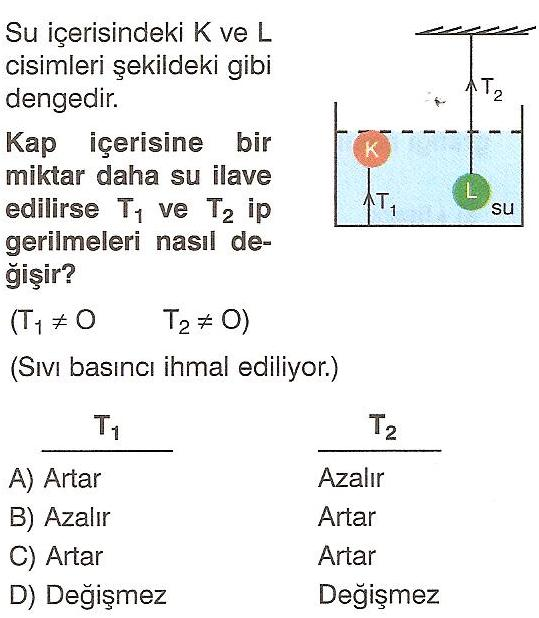 Su içerisindeki K ve L
cisimleri şekildeki gibi
dengedir.
Kap içerisine bir
miktar daha su ilave
edilirse T₁ ve T₂ ip
gerilmeleri nasıl de-
ğişir?
(T₁ ≠ O T₂ ≠ O)
(Sıvı basıncı ihmal ediliyor.)
T₂
K
T₁
L
su
T₁ T₂
A) Artar Azalır
B) Azalır Artar
C) Artar Artar
D) Değişmez Değişmez